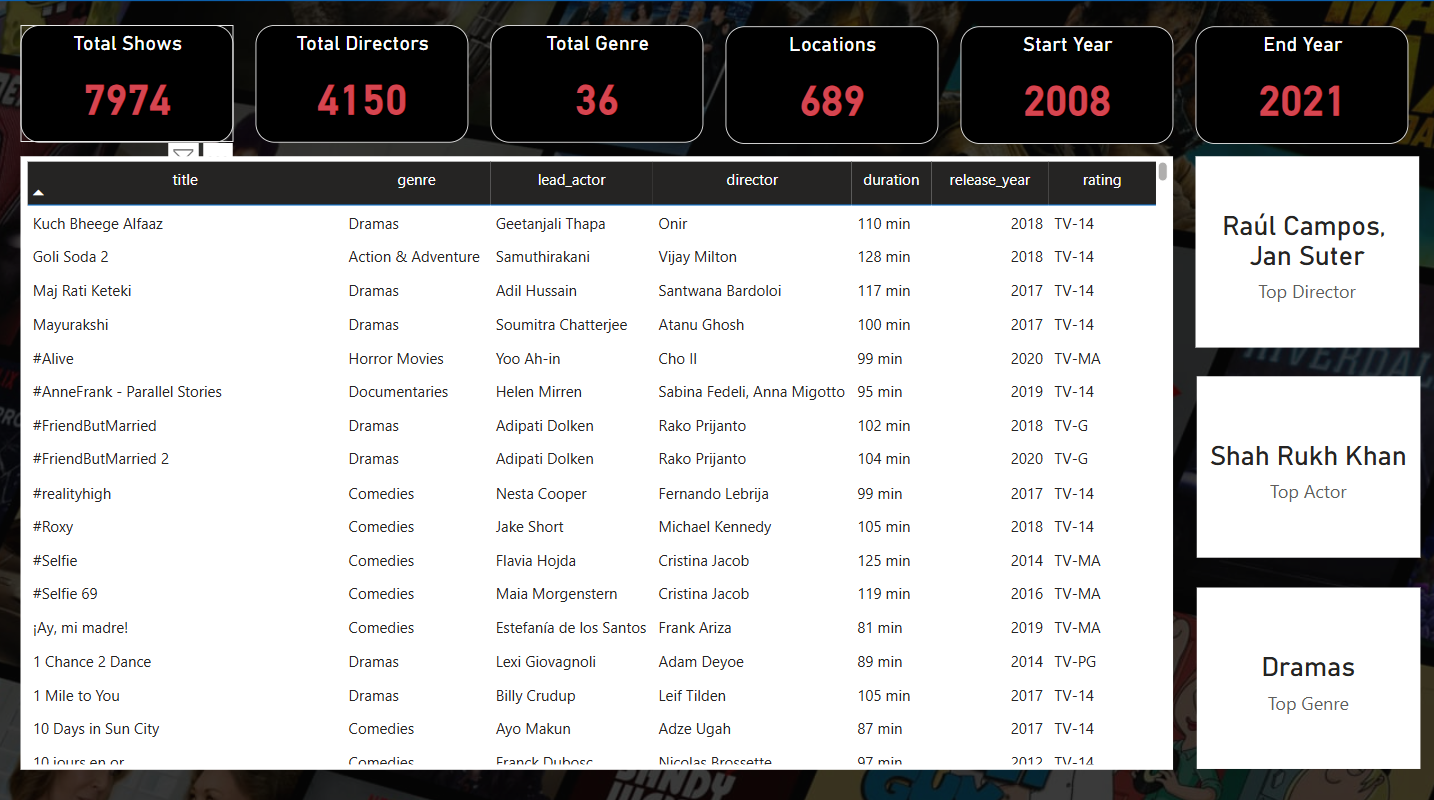 Total Shows
7974
Total Directors
4150
Total Genre
36
Locations
689
Start Year
2008
End Year
2021
title genre lead_actor director duration release_year rating
Kuch Bheege Alfaaz Dramas Geetanjali Thapa Onir 110 min 2018 TV-14
Goli Soda 2 Action & Adventure Samuthirakani Vijay Milton 128 min 2018 TV-14
Maj Rati Keteki Dramas Adil Hussain Santwana Bardoloi 117 min 2017 TV-14
Mayurakshi Dramas Soumitra Chatterjee Atanu Ghosh 100 min 2017 TV-14
#Alive Horror Movies Yoo Ah-in Cho Il 99 min 2020 TV-MA
#AnneFrank - Parallel Stories Documentaries Helen Mirren Sabina Fedeli, Anna Migotto 95 min 2019 TV-14
#FriendButMarried Dramas Adipati Dolken Rako Prijanto 102 min 2018 TV-G
#FriendButMarried 2 Dramas Adipati Dolken Rako Prijanto 104 min 2020 TV-G
#realityhigh Comedies Nesta Cooper Fernando Lebrija 99 min 2017 TV-14
#Roxy Comedies Jake Short Michael Kennedy 105 min 2018 TV-14
#Selfie Comedies Flavia Hojda Cristina Jacob 125 min 2014 TV-MA
#Selfie 69 Comedies Maia Morgenstern Cristina Jacob 119 min 2016 TV-MA
¡Ay, mi madre! Comedies Estefanía de los Santos Frank Ariza 81 min 2019 TV-MA
1 Chance 2 Dance Dramas Lexi Giovagnoli Adam Deyoe 89 min 2014 TV-PG
1 Mile to You Dramas Billy Crudup Leif Tilden 105 min 2017 TV-14
10 Days in Sun City Comedies Ayo Makun Adze Ugah 87 min 2017 TV-14
10 jours en or Comedies Franck Dubosc Nicolas Brossette 97 min 2012 TV-14
Raúl Campos,
Jan Suter
Top Director
RIVERDAL
Shah Rukh Khan
Top Actor
Dramas
Top Genre